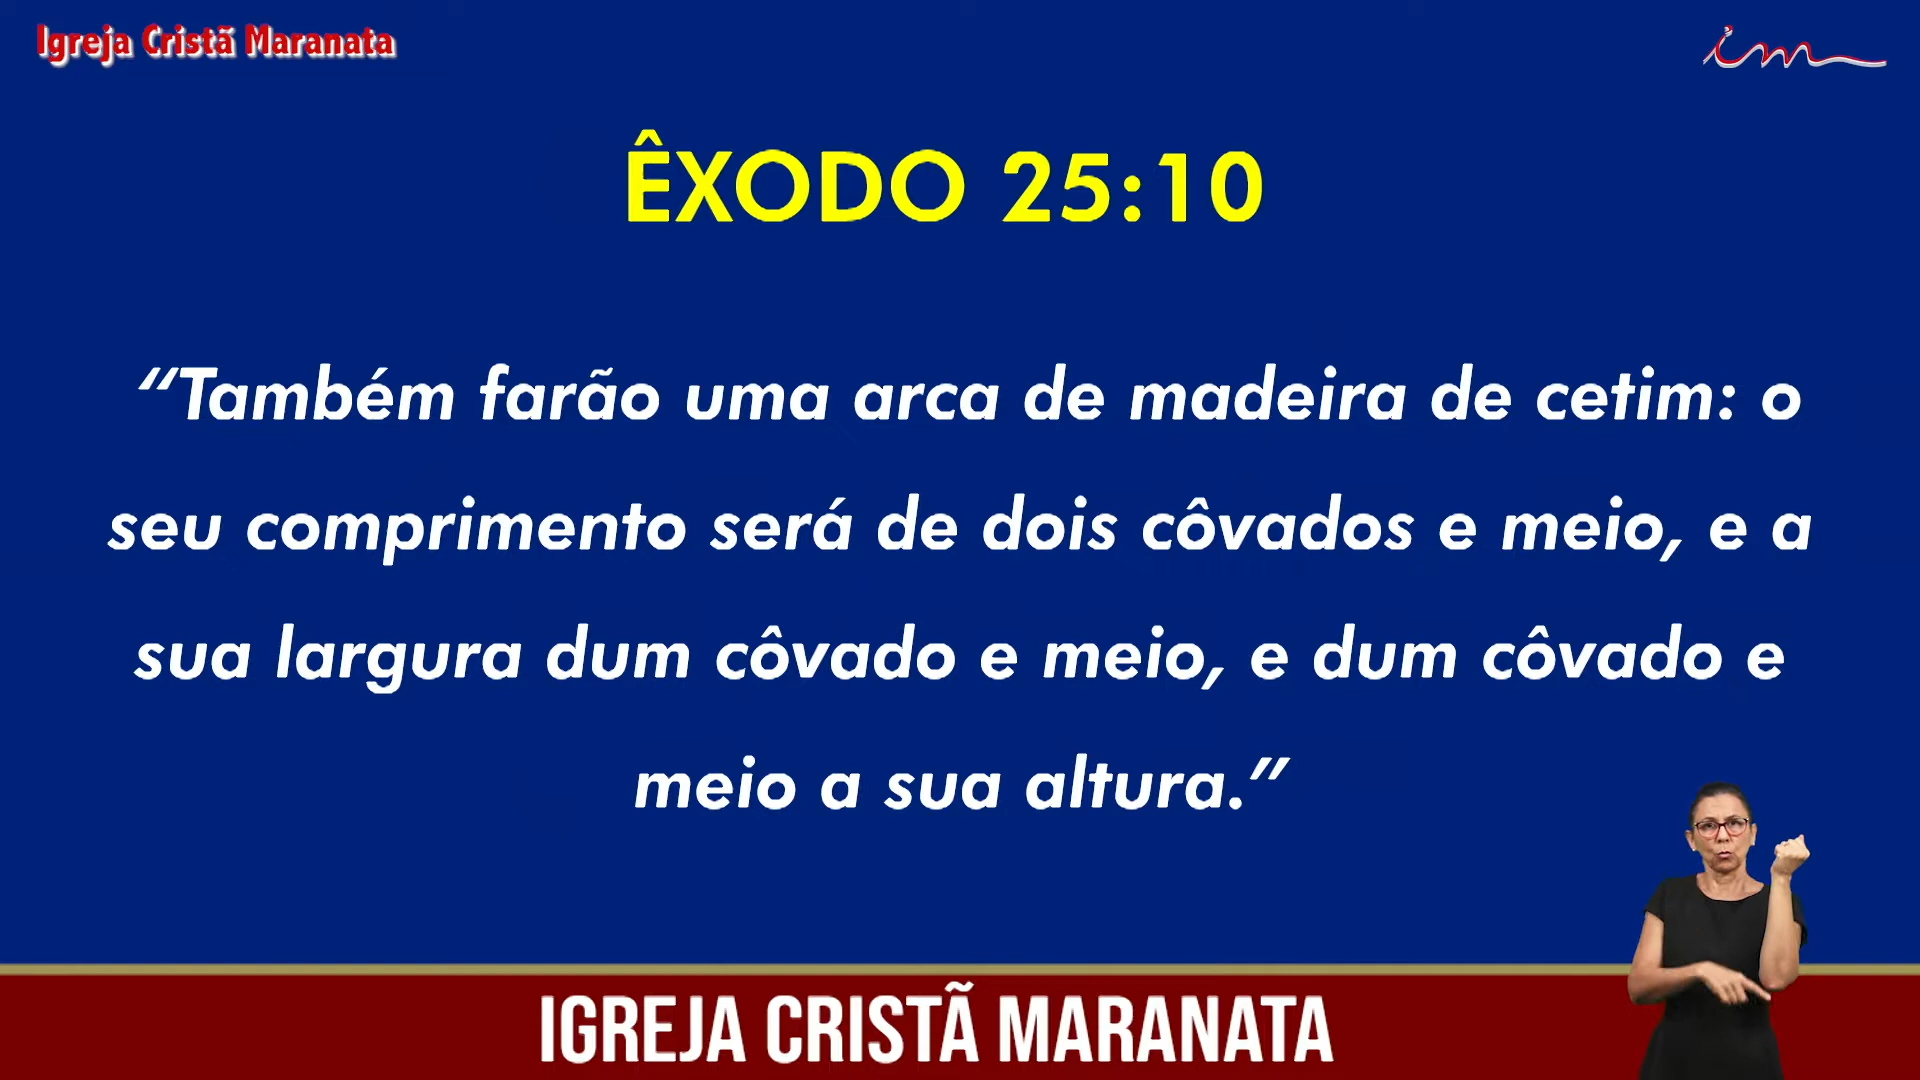 Igreja Cristã Maranata
im
ÊXODO 25:10
“Também farão uma arca de madeira de cetim: o
seu comprimento será de dois côvados e meio, e a
sua largura dum côvado e meio, e dum côvado e
meio a sua altura.”
IGREJA CRISTÃ MARANATA